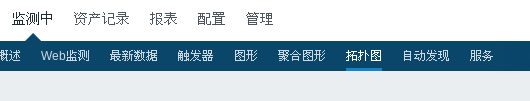 监测中 资产记录 报表 配置 管理
概述 Web监测 最新数据 触发器 图形 聚合图形 拓扑图 自动发现 服务